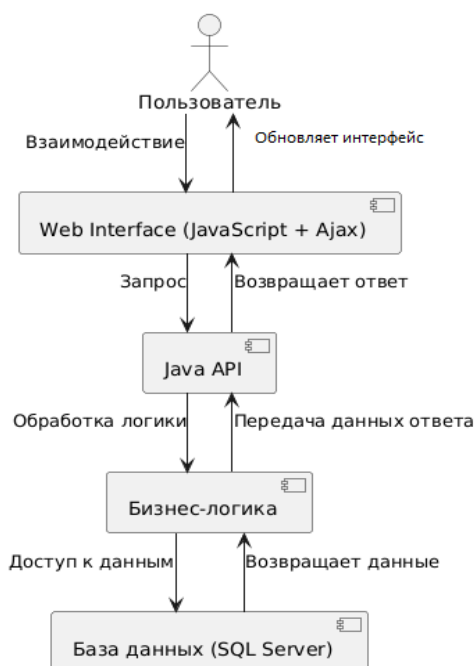 Пользователь
Взаимодействие
Обновляет интерфейс
Web Interface (JavaScript + Ajax)
Запрос
Возвращает ответ
Java API
Обработка логики
Передача данных ответа
Бизнес-логика
Доступ к данным
Возвращает данные
База данных (SQL Server)